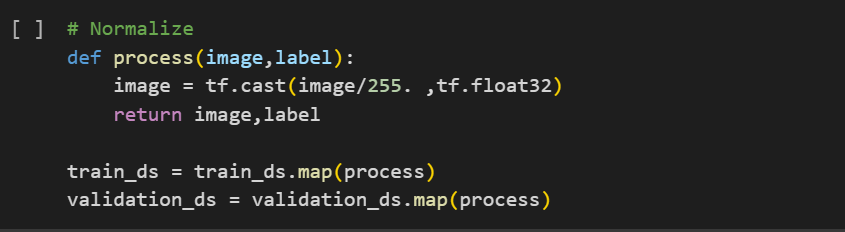 [ ] # Normalize
def process(image,label):
    image = tf.cast(image/255. ,tf.float32)
    return image,label

train_ds = train_ds.map(process)
validation_ds = validation_ds.map(process)